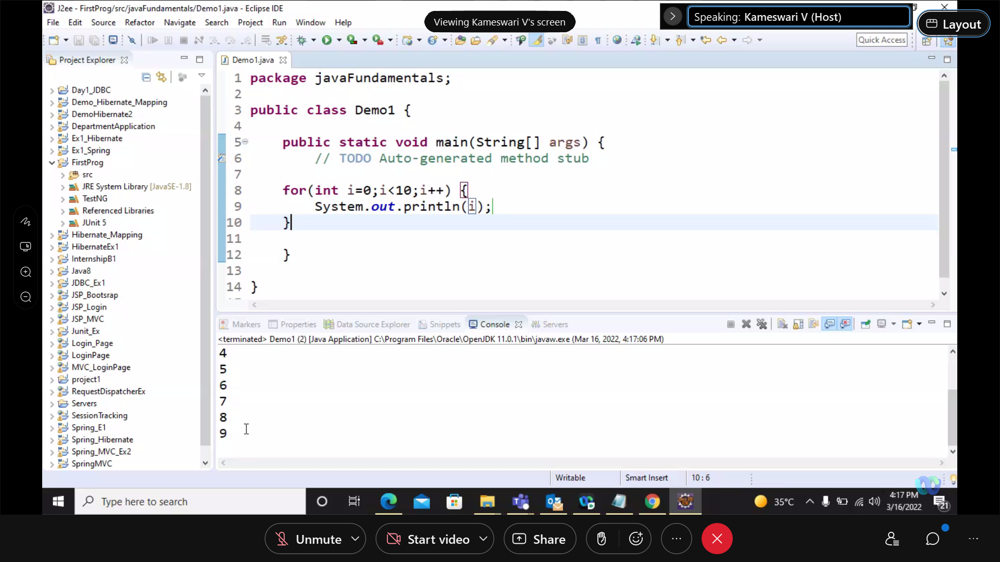 J2ee - FirstProg/src/javaFundamentals/Demo1.java - Eclipse IDE
Viewing Kameswari V's screen
Speaking: Kameswari V (Host)
Layout
File Edit Source Refactor Navigate Search Project Run Window Help
Quick Access
Project Explorer
Day1_JDBC
Demo_Hibernate_Mapping
DemoHibernate2
DepartmentApplication
Ex1_Hibernate
Ex1_Spring
FirstProg
src
JRE System Library [JavaSE-1.8]
TestNG
Referenced Libraries
JUnit 5
Hibernate_Mapping
HibernateEx1
InternshipB1
Java8
JDBC_Ex1
JSP_Bootsrap
JSP_Login
JSP_MVC
Junit_Ex
Login_Page
LoginPage
MVC_LoginPage
project1
RequestDispatcherEx
Servers
SessionTracking
Spring_E1
Spring_Hibernate
Spring_MVC_Ex2
SpringMVC
Demo1.java
1 package javaFundamentals;
2
3 public class Demo1 {
4
5 public static void main(String[] args) {
6 // TODO Auto-generated method stub
7
8 for(int i=0;i<10;i++) {
9 System.out.println(i);
10 }
11
12 }
13
14 }
Markers Properties Data Source Explorer Snippets Console Servers
<terminated> Demo1 (2) [Java Application] C:\Program Files\Oracle\OpenJDK 11.0.1\bin\javaw.exe (Mar 16, 2022, 4:17:06 PM)
4
5
6
7
8
9
Writable Smart Insert 10 : 6
Type here to search
35°C
4:17 PM
3/16/2022
21
Unmute
Start video
Share